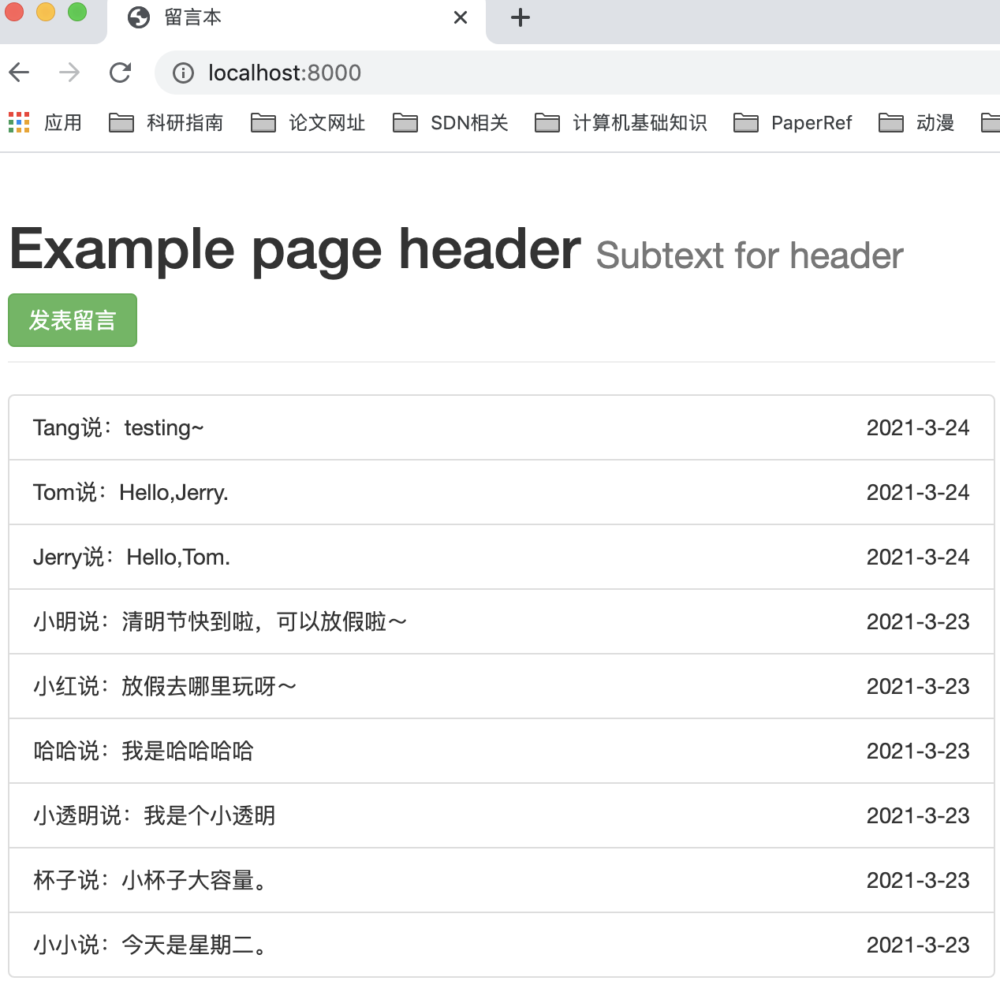 留言本
localhost:8000
应用 科研指南 论文网址 SDN相关 计算机基础知识 PaperRef 动漫
Example page header Subtext for header
发表留言
Tang说：testing~ 2021-3-24
Tom说：Hello,Jerry. 2021-3-24
Jerry说：Hello,Tom. 2021-3-24
小明说：清明节快到啦，可以放假啦～ 2021-3-23
小红说：放假去哪里玩呀～ 2021-3-23
哈哈说：我是哈哈哈哈 2021-3-23
小透明说：我是个小透明 2021-3-23
杯子说：小杯子大容量。 2021-3-23
小小说：今天是星期二。 2021-3-23